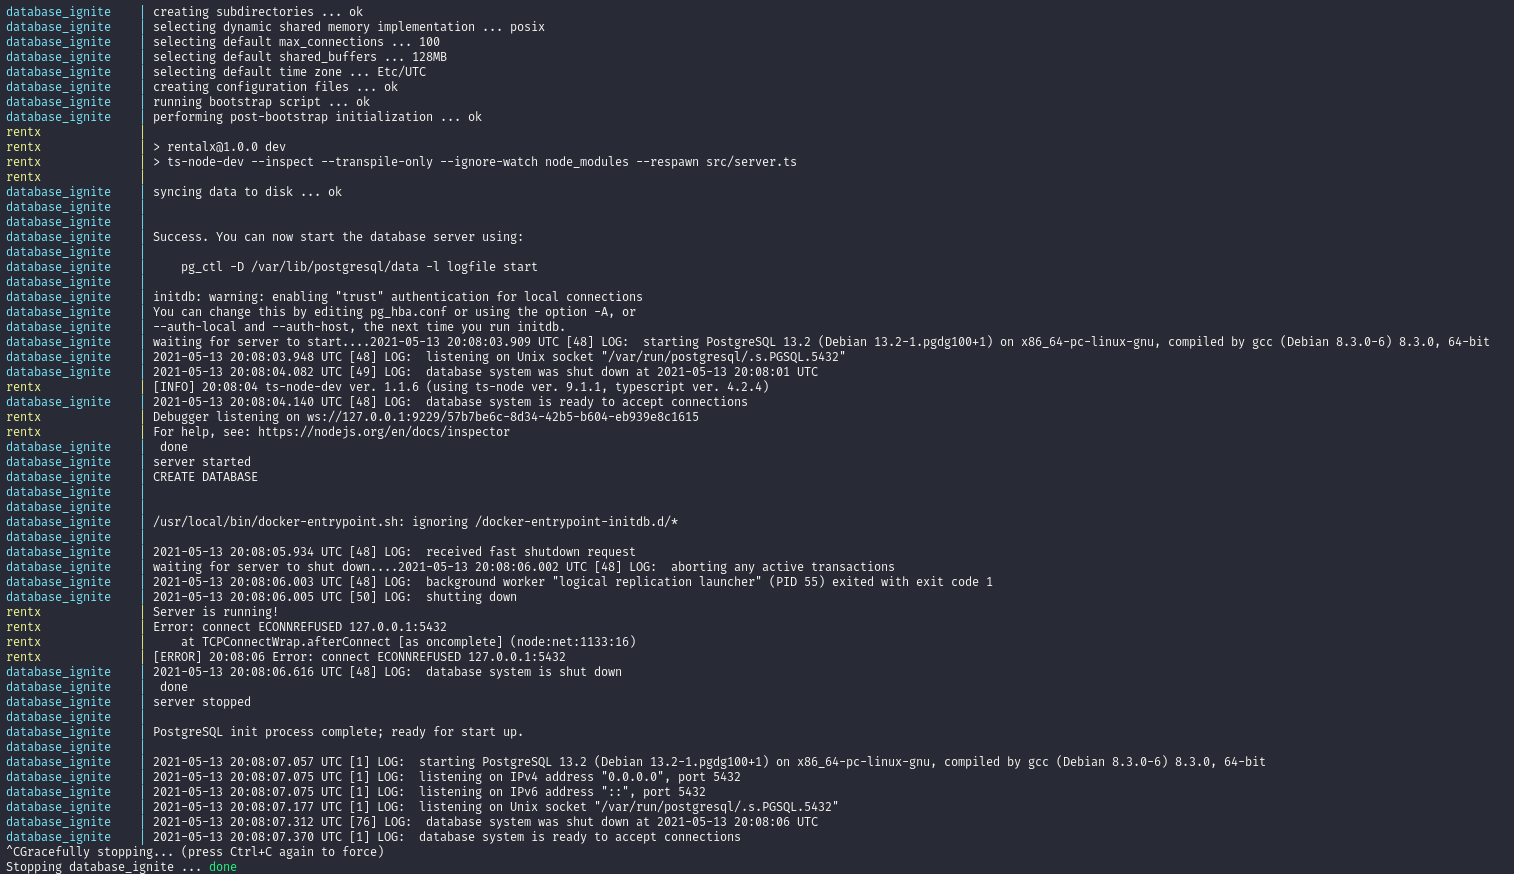 database_ignite    | creating subdirectories ... ok
database_ignite    | selecting dynamic shared memory implementation ... posix
database_ignite    | selecting default max_connections ... 100
database_ignite    | selecting default shared_buffers ... 128MB
database_ignite    | selecting default time zone ... Etc/UTC
database_ignite    | creating configuration files ... ok
database_ignite    | running bootstrap script ... ok
database_ignite    | performing post-bootstrap initialization ... ok
rentx              |
rentx              | > rentalx@1.0.0 dev
rentx              | > ts-node-dev --inspect --transpile-only --ignore-watch node_modules --respawn src/server.ts
rentx              |
database_ignite    | syncing data to disk ... ok
database_ignite    |
database_ignite    |
database_ignite    | Success. You can now start the database server using:
database_ignite    |
database_ignite    |     pg_ctl -D /var/lib/postgresql/data -l logfile start
database_ignite    |
database_ignite    | initdb: warning: enabling "trust" authentication for local connections
database_ignite    | You can change this by editing pg_hba.conf or using the option -A, or
database_ignite    | --auth-local and --auth-host, the next time you run initdb.
database_ignite    | waiting for server to start....2021-05-13 20:08:03.909 UTC [48] LOG:  starting PostgreSQL 13.2 (Debian 13.2-1.pgdg100+1) on x86_64-pc-linux-gnu, compiled by gcc (Debian 8.3.0-6) 8.3.0, 64-bit
database_ignite    | 2021-05-13 20:08:03.948 UTC [48] LOG:  listening on Unix socket "/var/run/postgresql/.s.PGSQL.5432"
database_ignite    | 2021-05-13 20:08:04.082 UTC [49] LOG:  database system was shut down at 2021-05-13 20:08:01 UTC
rentx              | [INFO] 20:08:04 ts-node-dev ver. 1.1.6 (using ts-node ver. 9.1.1, typescript ver. 4.2.4)
database_ignite    | 2021-05-13 20:08:04.140 UTC [48] LOG:  database system is ready to accept connections
rentx              | Debugger listening on ws://127.0.0.1:9229/57b7be6c-8d34-42b5-b604-eb939e8c1615
rentx              | For help, see: https://nodejs.org/en/docs/inspector
database_ignite    |  done
database_ignite    | server started
database_ignite    | CREATE DATABASE
database_ignite    |
database_ignite    |
database_ignite    | /usr/local/bin/docker-entrypoint.sh: ignoring /docker-entrypoint-initdb.d/*
database_ignite    |
database_ignite    | 2021-05-13 20:08:05.934 UTC [48] LOG:  received fast shutdown request
database_ignite    | waiting for server to shut down....2021-05-13 20:08:06.002 UTC [48] LOG:  aborting any active transactions
database_ignite    | 2021-05-13 20:08:06.003 UTC [48] LOG:  background worker "logical replication launcher" (PID 55) exited with exit code 1
database_ignite    | 2021-05-13 20:08:06.005 UTC [50] LOG:  shutting down
rentx              | Server is running!
rentx              | Error: connect ECONNREFUSED 127.0.0.1:5432
rentx              |     at TCPConnectWrap.afterConnect [as oncomplete] (node:net:1133:16)
rentx              | [ERROR] 20:08:06 Error: connect ECONNREFUSED 127.0.0.1:5432
database_ignite    | 2021-05-13 20:08:06.616 UTC [48] LOG:  database system is shut down
database_ignite    |  done
database_ignite    | server stopped
database_ignite    |
database_ignite    | PostgreSQL init process complete; ready for start up.
database_ignite    |
database_ignite    | 2021-05-13 20:08:07.057 UTC [1] LOG:  starting PostgreSQL 13.2 (Debian 13.2-1.pgdg100+1) on x86_64-pc-linux-gnu, compiled by gcc (Debian 8.3.0-6) 8.3.0, 64-bit
database_ignite    | 2021-05-13 20:08:07.075 UTC [1] LOG:  listening on IPv4 address "0.0.0.0", port 5432
database_ignite    | 2021-05-13 20:08:07.075 UTC [1] LOG:  listening on IPv6 address "::", port 5432
database_ignite    | 2021-05-13 20:08:07.177 UTC [1] LOG:  listening on Unix socket "/var/run/postgresql/.s.PGSQL.5432"
database_ignite    | 2021-05-13 20:08:07.312 UTC [76] LOG:  database system was shut down at 2021-05-13 20:08:06 UTC
database_ignite    | 2021-05-13 20:08:07.370 UTC [1] LOG:  database system is ready to accept connections
^CGracefully stopping... (press Ctrl+C again to force)
Stopping database_ignite ... done